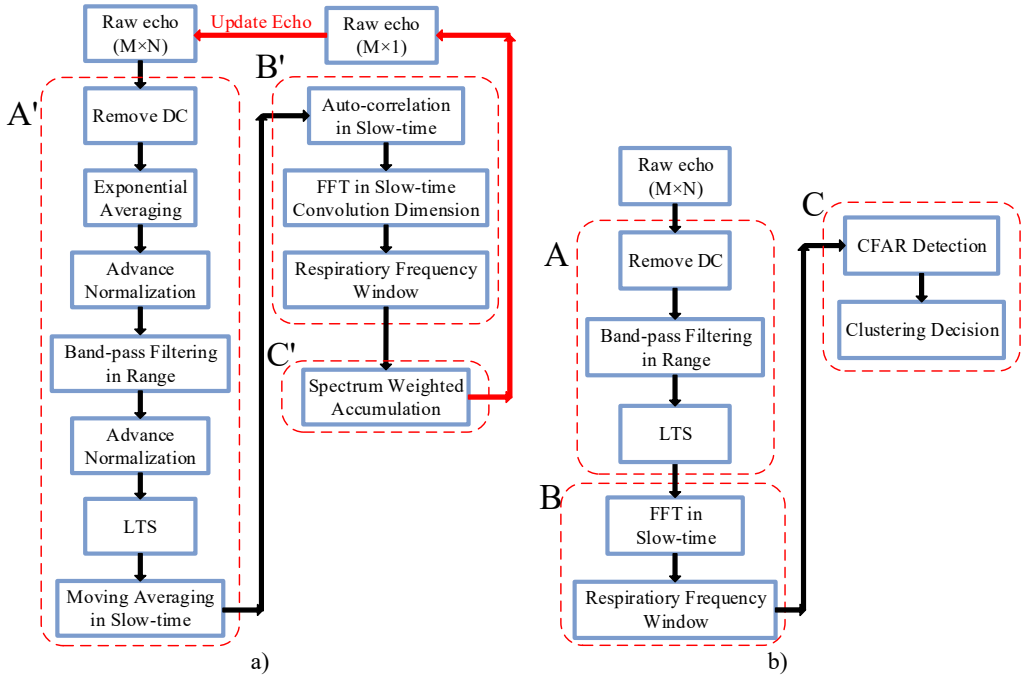 Raw echo
(M×N)
Update Echo
Raw echo
(M×1)
A'
Remove DC
Exponential
Averaging
Advance
Normalization
Band-pass Filtering
in Range
Advance
Normalization
LTS
Moving Averaging
in Slow-time
B'
Auto-correlation
in Slow-time
FFT in Slow-time
Convolution Dimension
Respiratory Frequency
Window
C'
Spectrum Weighted
Accumulation
a)
Raw echo
(M×N)
A
Remove DC
Band-pass Filtering
in Range
LTS
B
FFT in
Slow-time
Respiratory Frequency
Window
C
CFAR Detection
Clustering Decision
b)